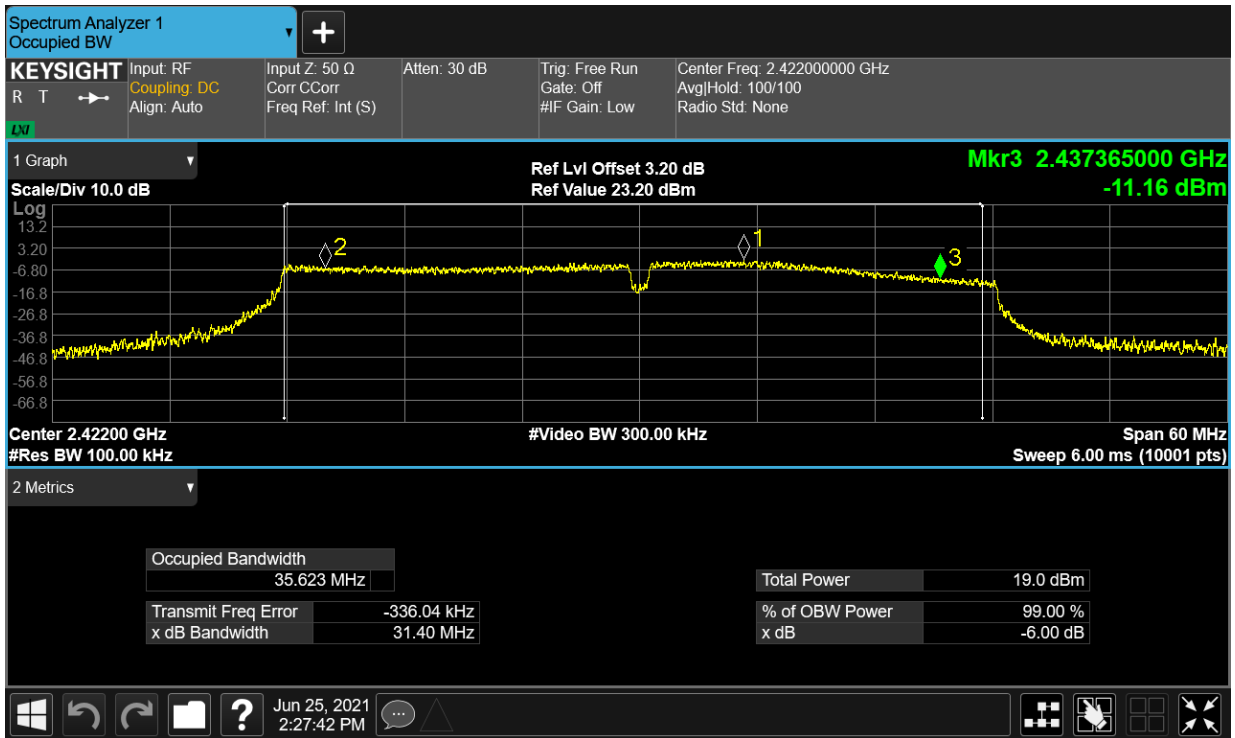 Spectrum Analyzer 1
Occupied BW
KEYSIGHT
R T
LXI
Input: RF
Coupling: DC
Align: Auto
Input Z: 50 Ω
Corr CCorr
Freq Ref: Int (S)
Atten: 30 dB
Trig: Free Run
Gate: Off
#IF Gain: Low
Center Freq: 2.422000000 GHz
Avg|Hold: 100/100
Radio Std: None
1 Graph
Scale/Div 10.0 dB
Ref Lvl Offset 3.20 dB
Ref Value 23.20 dBm
Mkr3 2.437365000 GHz
-11.16 dBm
Log
13.2
3.20
-6.80
-16.8
-26.8
-36.8
-46.8
-56.8
-66.8
2
1
3
Center 2.42200 GHz
#Video BW 300.00 kHz
Span 60 MHz
#Res BW 100.00 kHz
Sweep 6.00 ms (10001 pts)
2 Metrics
Occupied Bandwidth
35.623 MHz
Transmit Freq Error -336.04 kHz
x dB Bandwidth 31.40 MHz
Total Power 19.0 dBm
% of OBW Power 99.00 %
x dB -6.00 dB
?
Jun 25, 2021
2:27:42 PM